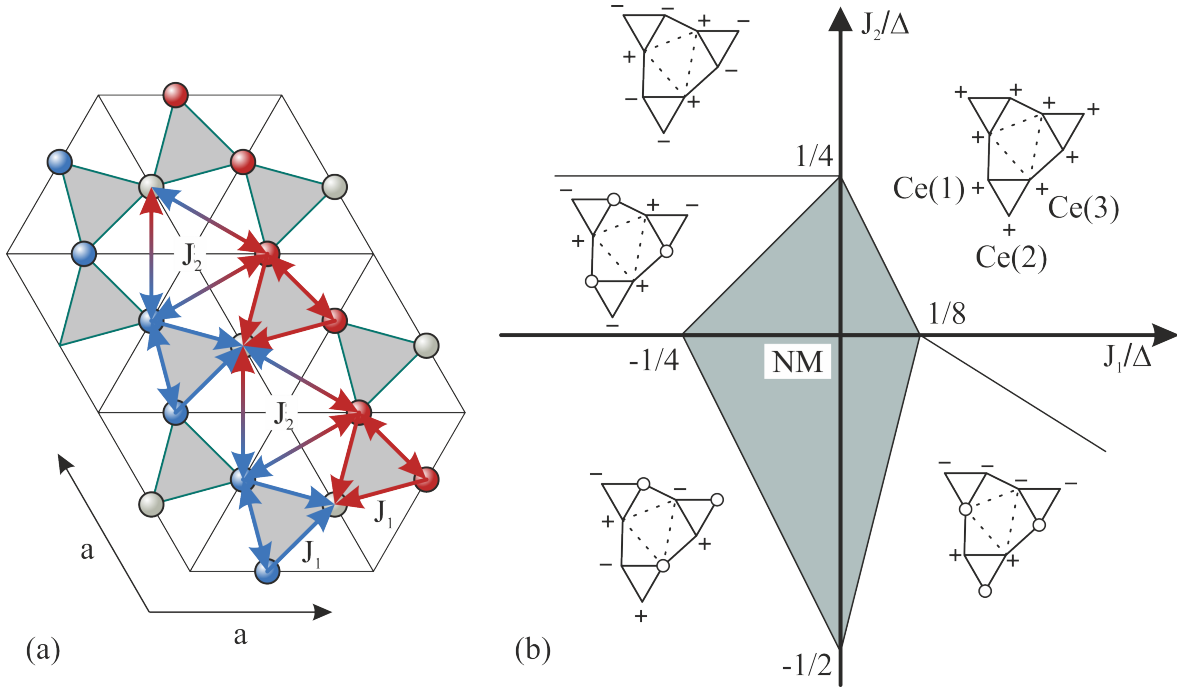 J₂
J₂
J₁
J₁
a
a
(a)
J₂/Δ
− − + −
+ −
− +
−
1/4
+ + + +
+ +
Ce(1) + + Ce(3)
+
Ce(2)
− + −
+
+
−
1/8
-1/4
NM
J₁/Δ
− −
+ +
−
+
− − −
+ +
-1/2
(b)